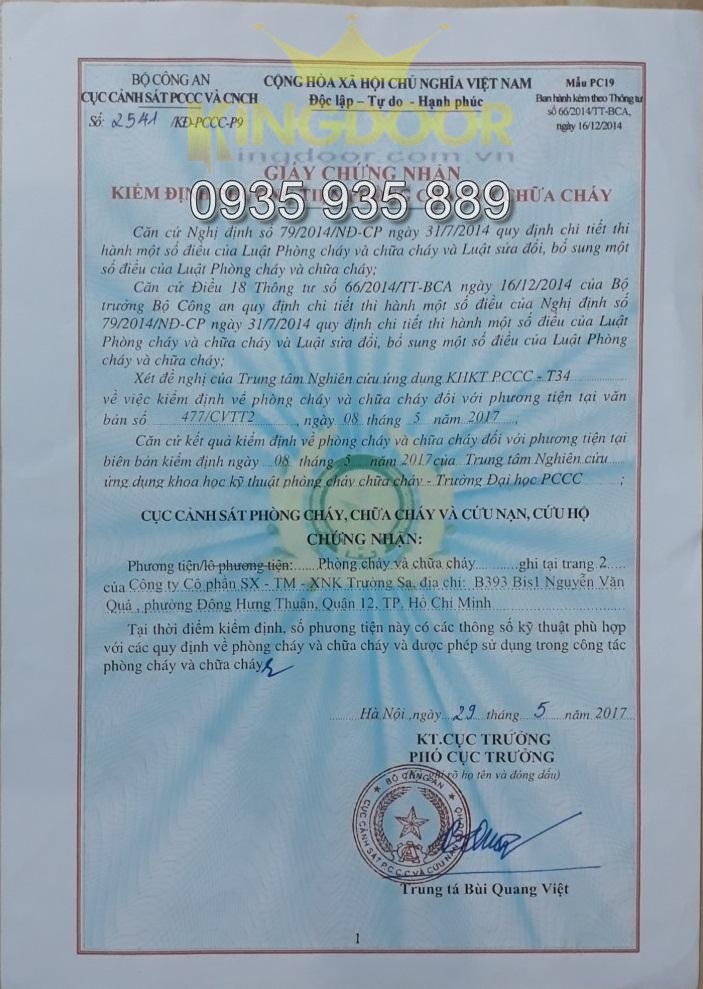 BỘ CÔNG AN
CỤC CẢNH SÁT PCCC VÀ CNCH
Số: 2541 /KĐ-PCCC-P9
CỘNG HÒA XÃ HỘI CHỦ NGHĨA VIỆT NAM
Độc lập – Tự do - Hạnh phúc
Mẫu PC19
Ban hành kèm theo Thông tư
số 66/2014/TT-BCA,
ngày 16/12/2014
KINGDOOR
kingdoor.com.vn
GIẤY CHỨNG NHẬN
KIỂM ĐỊNH CHỮA CHÁY
0935 935 889
Căn cứ Nghị định số 79/2014/NĐ-CP ngày 31/7/2014 quy định chi tiết thi
hành một số điều của Luật Phòng cháy và chữa cháy và Luật sửa đổi, bổ sung một
số điều của Luật Phòng cháy và chữa cháy;
Căn cứ Điều 18 Thông tư số 66/2014/TT-BCA ngày 16/12/2014 của Bộ
trưởng Bộ Công an quy định chi tiết thi hành một số điều của Nghị định số
79/2014/NĐ-CP ngày 31/7/2014 quy định chi tiết thi hành một số điều của Luật
Phòng cháy và chữa cháy và Luật sửa đổi, bổ sung một số điều của Luật Phòng
cháy và chữa cháy;
Xét đề nghị của Trung tâm Nghiên cứu ứng dụng KHKT PCCC - T34
về việc kiểm định về phòng cháy và chữa cháy đối với phương tiện tại văn
bản số 477/CVTT2 , ngày 08 tháng 5 năm 2017 ,
Căn cứ kết quả kiểm định về phòng cháy và chữa cháy đối với phương tiện tại
biên bản kiểm định ngày 08 tháng 5 năm 2017 của Trung tâm Nghiên cứu
ứng dụng khoa học kỹ thuật phòng cháy chữa cháy - Trường Đại học PCCC ;
CỤC CẢNH SÁT PHÒNG CHÁY, CHỮA CHÁY VÀ CỨU NẠN, CỨU HỘ
CHỨNG NHẬN:
Phương tiện/lô phương tiện: Phòng cháy và chữa cháy ghi tại trang 2
của Công ty Cổ phần SX - TM - XNK Trường Sa, địa chỉ: B393 Bis1 Nguyễn Văn
Quá , phường Đông Hưng Thuận, Quận 12, TP. Hồ Chí Minh
Tại thời điểm kiểm định, số phương tiện này có các thông số kỹ thuật phù hợp
với các quy định về phòng cháy và chữa cháy và được phép sử dụng trong công tác
phòng cháy và chữa cháy
Hà Nội ,ngày 29 tháng 5 năm 2017
KT.CỤC TRƯỞNG
PHÓ CỤC TRƯỞNG
rõ họ tên và đóng dấu)
BỘ CÔNG AN
CỤC CẢNH SÁT P.C.C.C VÀ CỨU NẠN
Trung tá Bùi Quang Việt
1